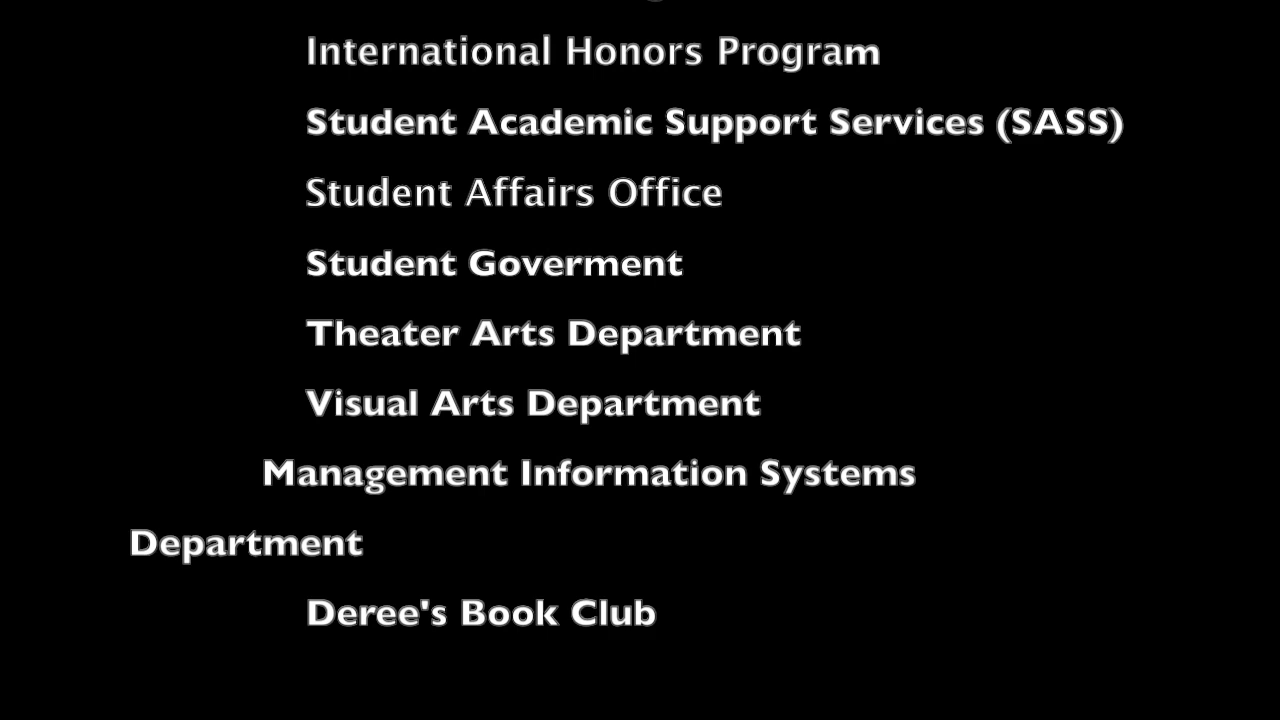 International Honors Program
Student Academic Support Services (SASS)
Student Affairs Office
Student Goverment
Theater Arts Department
Visual Arts Department
Management Information Systems
Department
Deree's Book Club